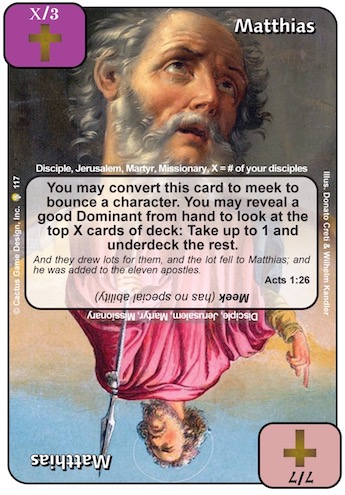 X/3
Matthias
Disciple, Jerusalem, Martyr, Missionary, X = # of your disciples
You may convert this card to meek to
bounce a character. You may reveal a
good Dominant from hand to look at the
top X cards of deck: Take up to 1 and
underdeck the rest.
And they drew lots for them, and the lot fell to Matthias; and
he was added to the eleven apostles.
Acts 1:26
© Cactus Game Design, Inc. 117
Illus. Donato Creti & Wilhelm Kandler
Meek (has no special ability)
Disciple, Jerusalem, Martyr, Missionary
Matthias
7/7